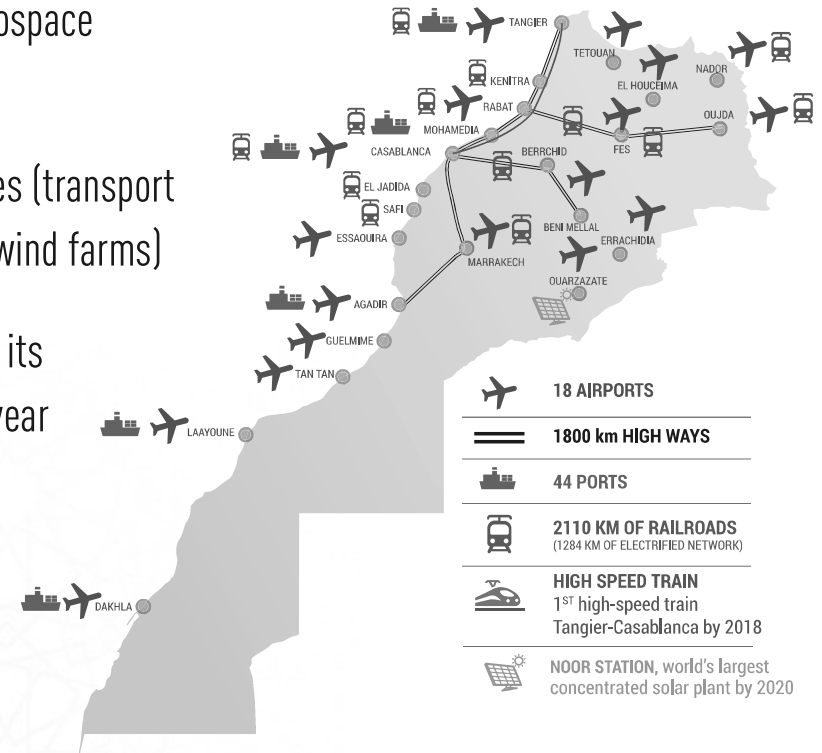 ospace
es (transport
wind farms)
its
year
TANGIER
TETOUAN
NADOR
KENITRA
EL HOUCEIMA
RABAT
OUJDA
MOHAMEDIA
CASABLANCA
BERRCHID
FES
EL JADIDA
SAFI
BENI MELLAL
ESSAOUIRA
ERRACHIDIA
MARRAKECH
OUARZAZATE
AGADIR
GUELMIME
TAN TAN
LAAYOUNE
DAKHLA
18 AIRPORTS
1800 km HIGH WAYS
44 PORTS
2110 KM OF RAILROADS
(1284 KM OF ELECTRIFIED NETWORK)
HIGH SPEED TRAIN
1ST high-speed train
Tangier-Casablanca by 2018
NOOR STATION, world's largest
concentrated solar plant by 2020